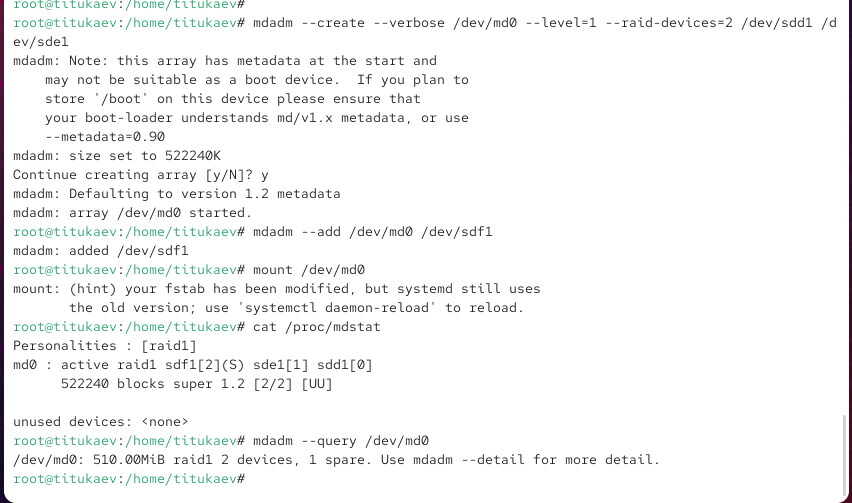 root@titukaev:/home/titukaev#
root@titukaev:/home/titukaev# mdadm --create --verbose /dev/md0 --level=1 --raid-devices=2 /dev/sdd1 /d
ev/sde1
mdadm: Note: this array has metadata at the start and
    may not be suitable as a boot device.  If you plan to
    store '/boot' on this device please ensure that
    your boot-loader understands md/v1.x metadata, or use
    --metadata=0.90
mdadm: size set to 522240K
Continue creating array [y/N]? y
mdadm: Defaulting to version 1.2 metadata
mdadm: array /dev/md0 started.
root@titukaev:/home/titukaev# mdadm --add /dev/md0 /dev/sdf1
mdadm: added /dev/sdf1
root@titukaev:/home/titukaev# mount /dev/md0
mount: (hint) your fstab has been modified, but systemd still uses
       the old version; use 'systemctl daemon-reload' to reload.
root@titukaev:/home/titukaev# cat /proc/mdstat
Personalities : [raid1]
md0 : active raid1 sdf1[2](S) sde1[1] sdd1[0]
      522240 blocks super 1.2 [2/2] [UU]

unused devices: <none>
root@titukaev:/home/titukaev# mdadm --query /dev/md0
/dev/md0: 510.00MiB raid1 2 devices, 1 spare. Use mdadm --detail for more detail.
root@titukaev:/home/titukaev#